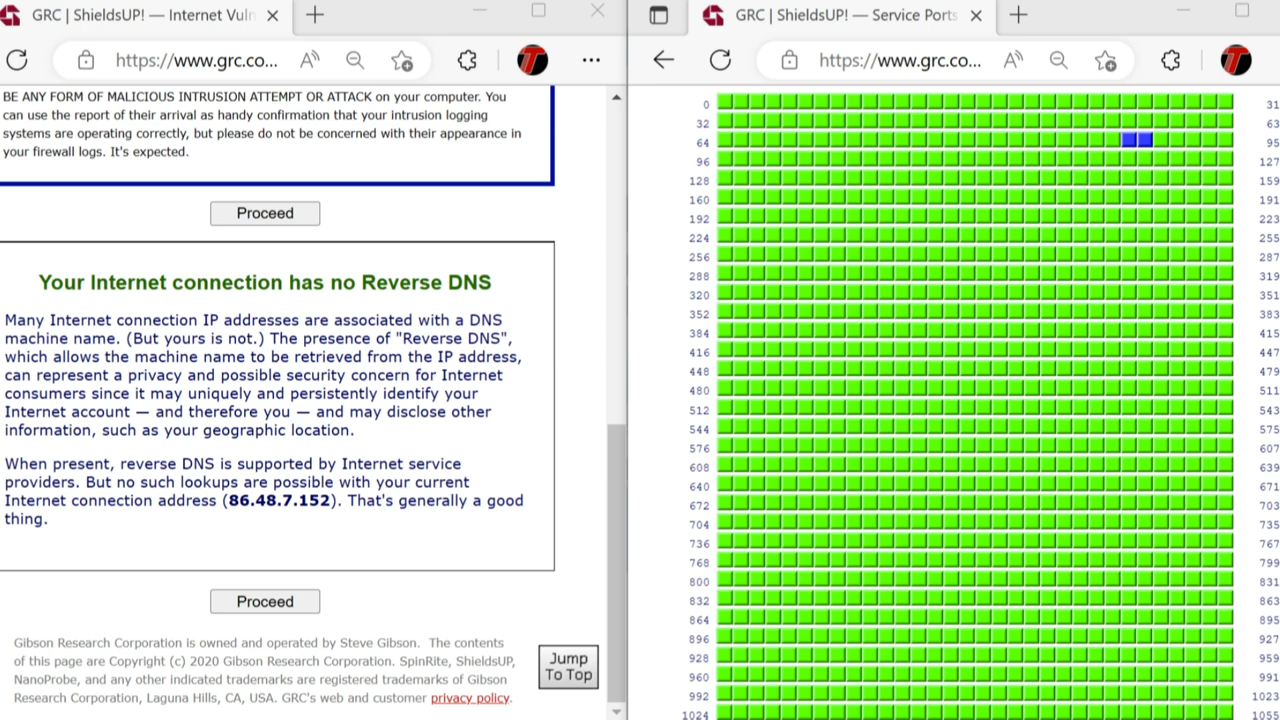 GRC | ShieldsUP! — Internet Vuln
https://www.grc.co...
BE ANY FORM OF MALICIOUS INTRUSION ATTEMPT OR ATTACK on your computer. You
can use the report of their arrival as handy confirmation that your intrusion logging
systems are operating correctly, but please do not be concerned with their appearance in
your firewall logs. It's expected.
Proceed
Your Internet connection has no Reverse DNS
Many Internet connection IP addresses are associated with a DNS
machine name. (But yours is not.) The presence of "Reverse DNS",
which allows the machine name to be retrieved from the IP address,
can represent a privacy and possible security concern for Internet
consumers since it may uniquely and persistently identify your
Internet account — and therefore you — and may disclose other
information, such as your geographic location.
When present, reverse DNS is supported by Internet service
providers. But no such lookups are possible with your current
Internet connection address (86.48.7.152). That's generally a good
thing.
Proceed
Gibson Research Corporation is owned and operated by Steve Gibson. The contents
of this page are Copyright (c) 2020 Gibson Research Corporation. SpinRite, ShieldsUP,
NanoProbe, and any other indicated trademarks are registered trademarks of Gibson
Research Corporation, Laguna Hills, CA, USA. GRC's web and customer privacy policy.
Jump
To Top
GRC | ShieldsUP! — Service Ports
https://www.grc.co...
0 31
32 63
64 95
96 127
128 159
160 191
192 223
224 255
256 287
288 319
320 351
352 383
384 415
416 447
448 479
480 511
512 543
544 575
576 607
608 639
640 671
672 703
704 735
736 767
768 799
800 831
832 863
864 895
896 927
928 959
960 991
992 1023
1024 1055